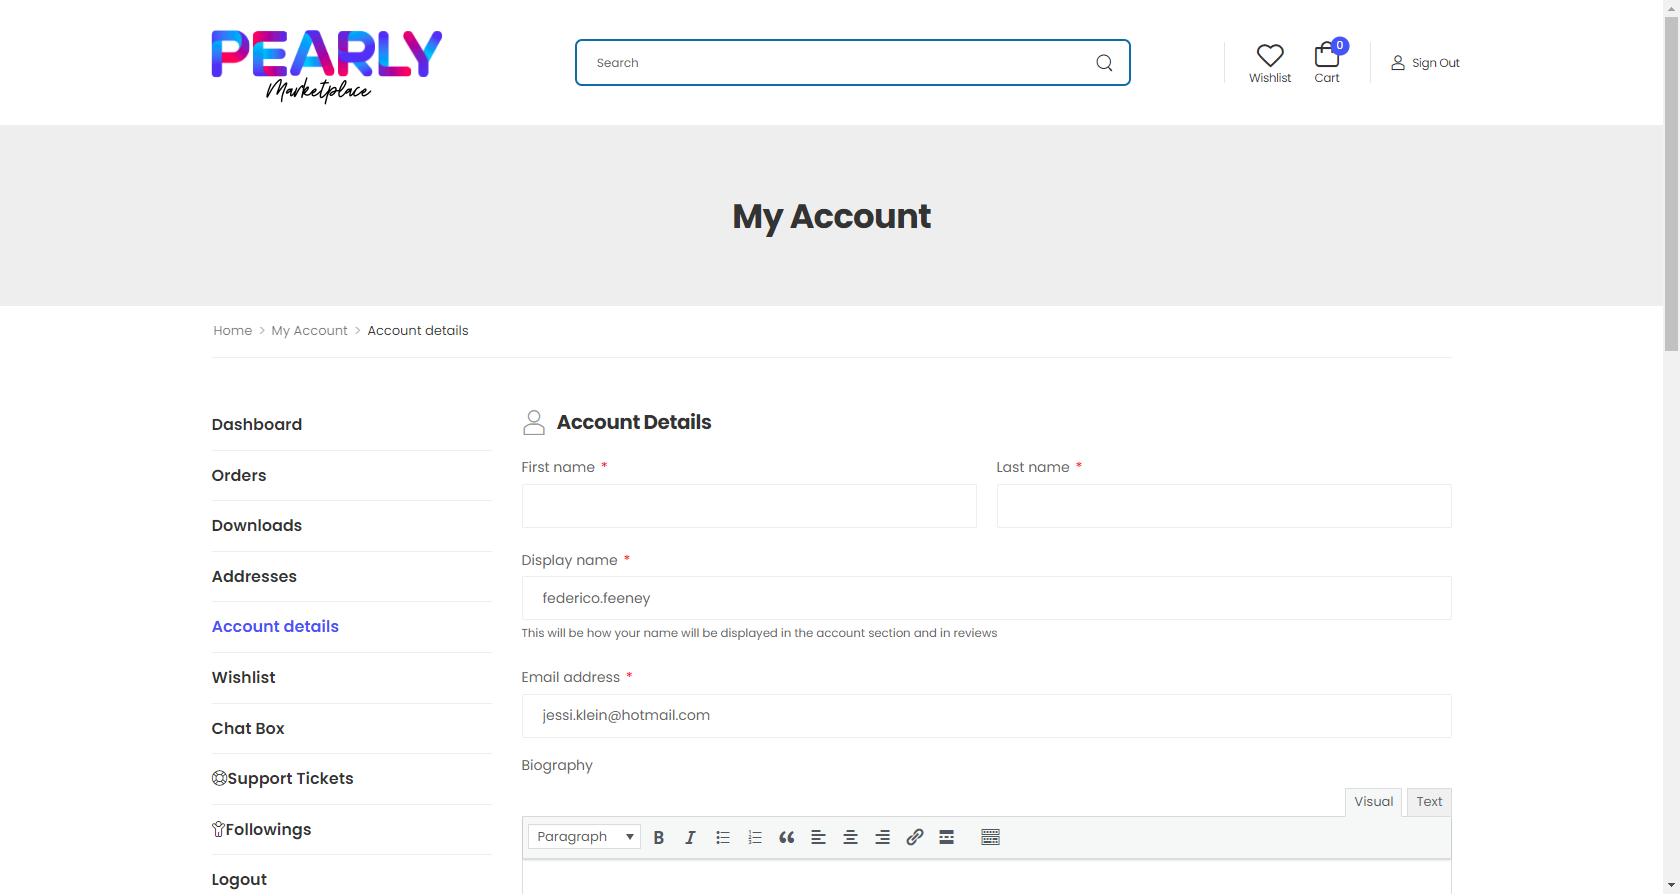 PEARLY
Marketplace
Search
Wishlist
0
Cart
Sign Out
My Account
Home > My Account > Account details
Dashboard
Orders
Downloads
Addresses
Account details
Wishlist
Chat Box
Support Tickets
Followings
Logout
Account Details
First name *
Last name *
Display name *
federico.feeney
This will be how your name will be displayed in the account section and in reviews
Email address *
jessi.klein@hotmail.com
Biography
Visual Text
Paragraph